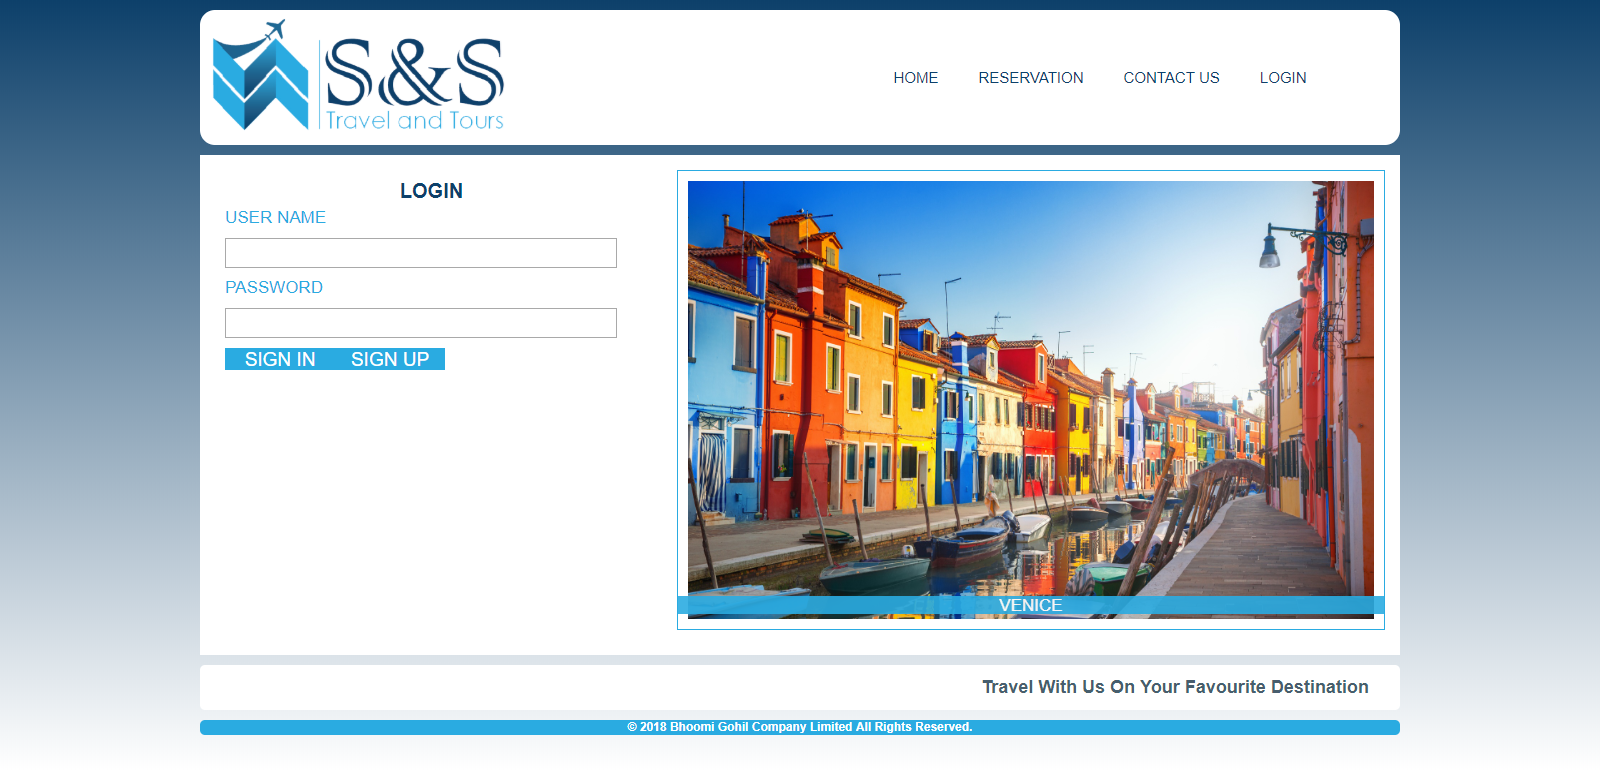 S&S
Travel and Tours
HOME RESERVATION CONTACT US LOGIN
LOGIN
USER NAME
PASSWORD
SIGN IN SIGN UP
VENICE
Travel With Us On Your Favourite Destination
© 2018 Bhoomi Gohil Company Limited All Rights Reserved.